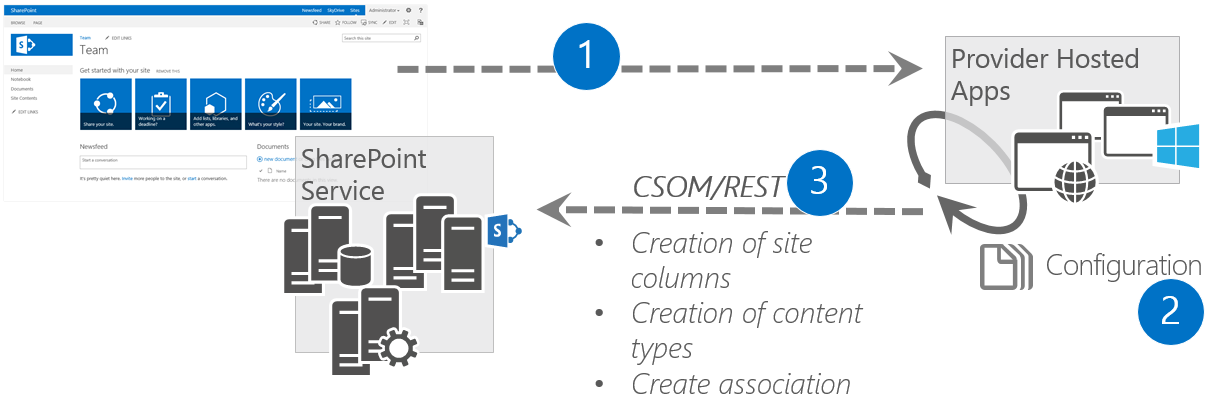 SharePoint
Newsfeed SkyDrive Sites Administrator ?
BROWSE PAGE
SHARE FOLLOW SYNC EDIT
S
Team EDIT LINKS
Team
Search this site
Home
Notebook
Documents
Site Contents
EDIT LINKS
Get started with your site REMOVE THIS
Share your site.
Working on a deadline?
Add lists, libraries, and other apps.
What's your style?
Your site. Your brand.
Newsfeed
Start a conversation
It's pretty quiet here. Invite more people to the site, or start a conversation.
Documents
new document
Name
There are no do
SharePoint
Service
S
1
Provider Hosted
Apps
Configuration
2
CSOM/REST
3
• Creation of site
columns
• Creation of content
types
• Create association